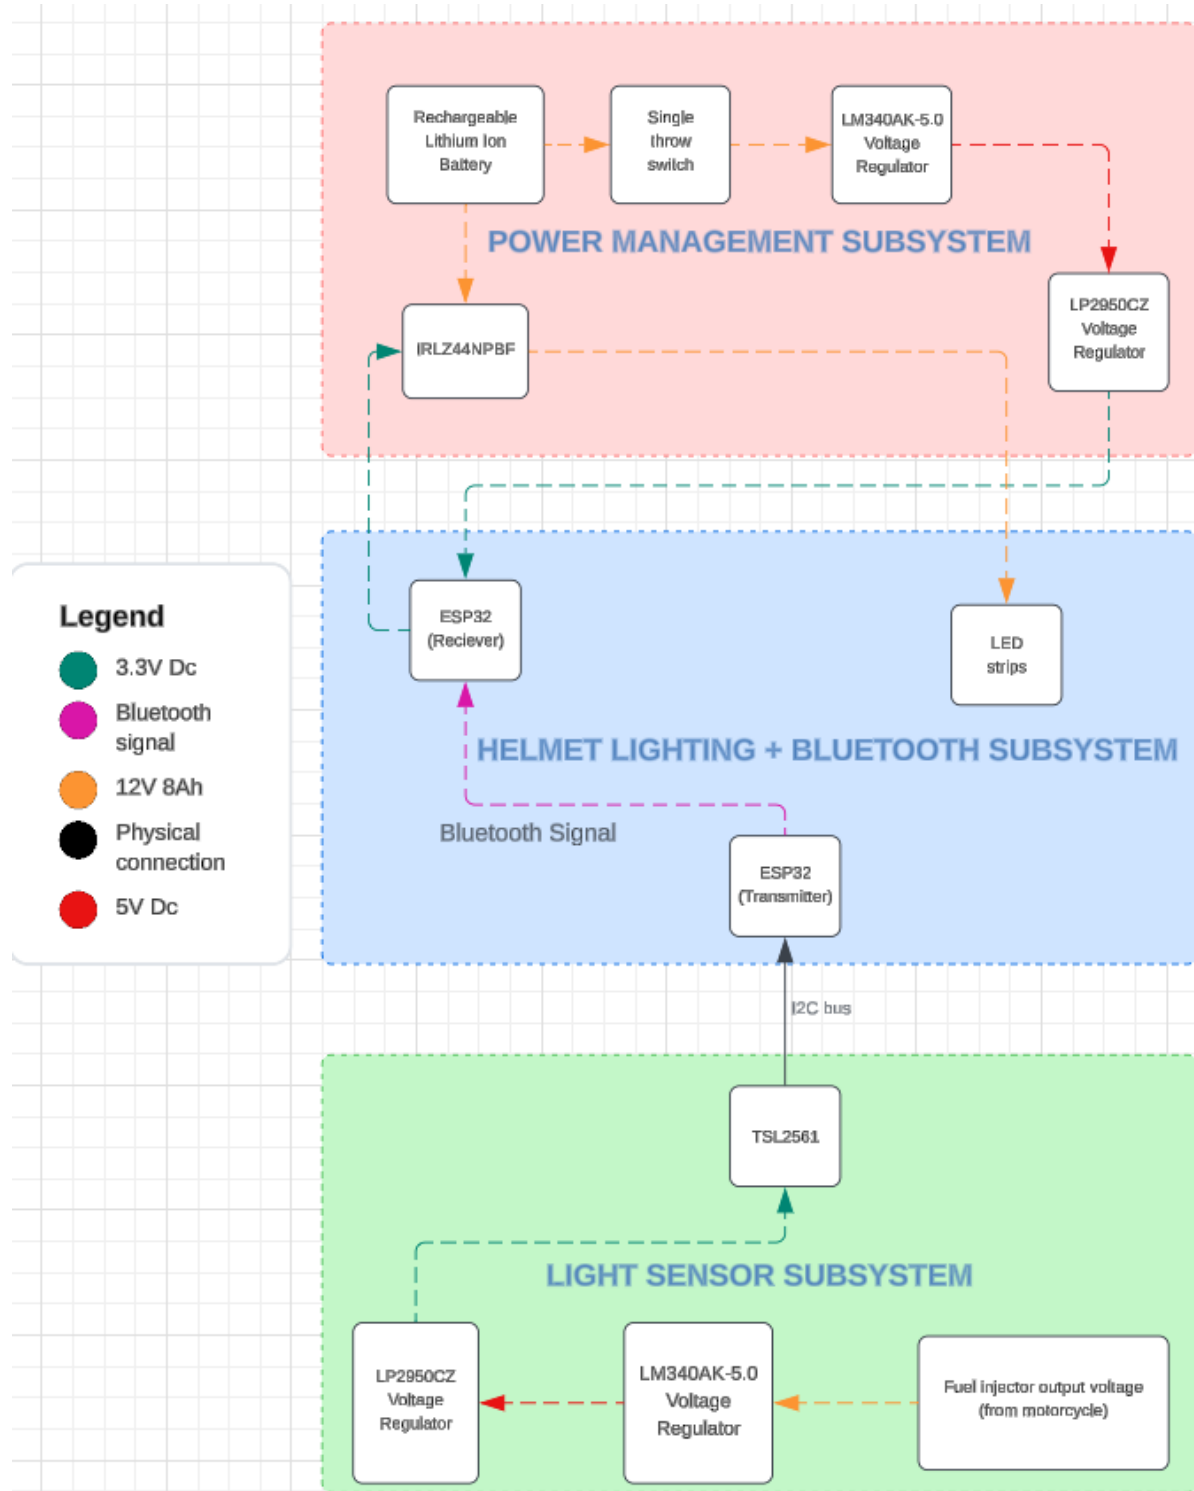 Rechargeable
Lithium Ion
Battery
Single
throw
switch
LM340AK-5.0
Voltage
Regulator
POWER MANAGEMENT SUBSYSTEM
LP2950CZ
Voltage
Regulator
IRLZ44NPBF
Legend
3.3V Dc
Bluetooth
signal
12V 8Ah
Physical
connection
5V Dc
ESP32
(Reciever)
LED
strips
HELMET LIGHTING + BLUETOOTH SUBSYSTEM
Bluetooth Signal
ESP32
(Transmitter)
I2C bus
TSL2561
LIGHT SENSOR SUBSYSTEM
LP2950CZ
Voltage
Regulator
LM340AK-5.0
Voltage
Regulator
Fuel injector output voltage
(from motorcycle)